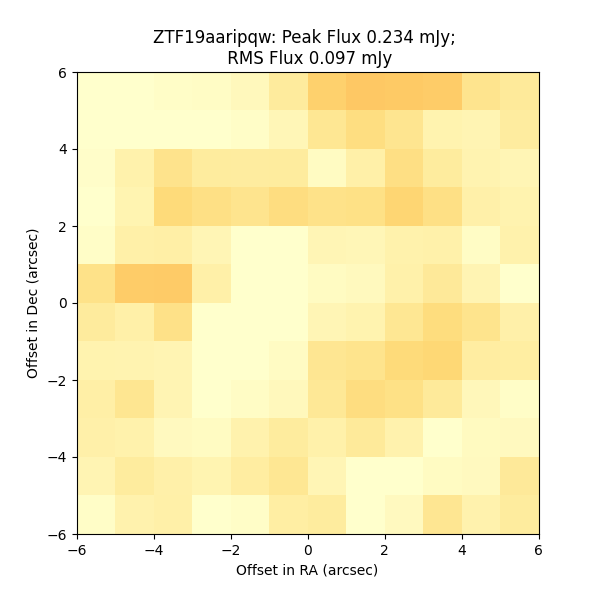 ZTF19aaripqw: Peak Flux 0.234 mJy;
RMS Flux 0.097 mJy
6
4
2
0
−2
−4
−6
Offset in Dec (arcsec)
−6 −4 −2 0 2 4 6
Offset in RA (arcsec)